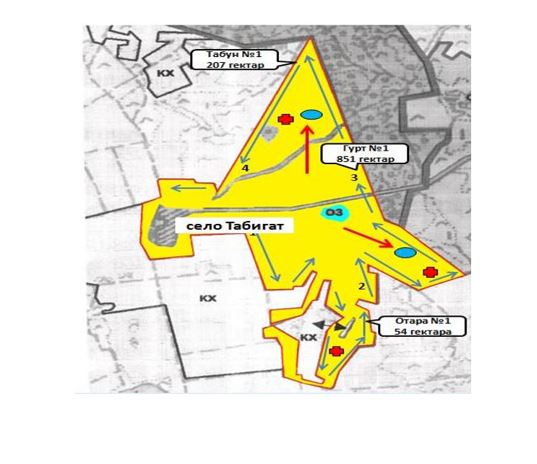 Табун №1
207 гектар
КХ
Гурт №1
851 гектар
4
3
ОЗ
село Табигат
2
КХ
Отара №1
54 гектара
КХ